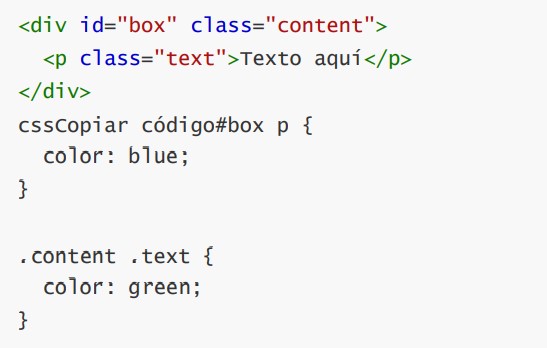 <div id="box" class="content">
  <p class="text">Texto aquí</p>
</div>
cssCopiar código#box p {
  color: blue;
}

.content .text {
  color: green;
}